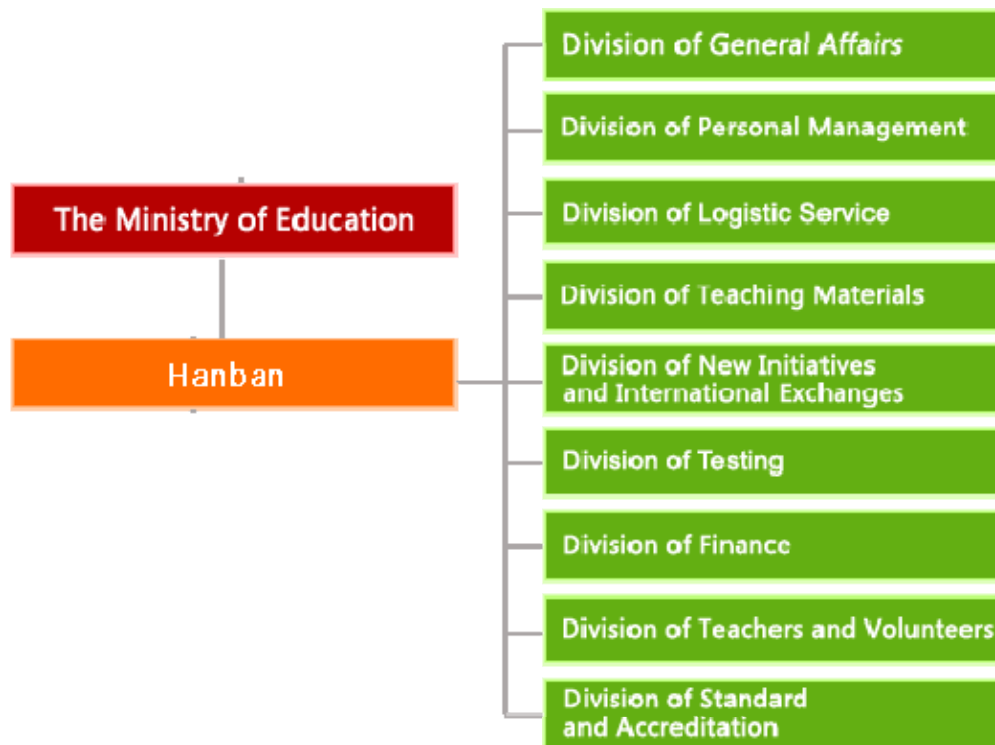 The Ministry of Education
Hanban
Division of General Affairs
Division of Personal Management
Division of Logistic Service
Division of Teaching Materials
Division of New Initiatives
and International Exchanges
Division of Testing
Division of Finance
Division of Teachers and Volunteers
Division of Standard
and Accreditation